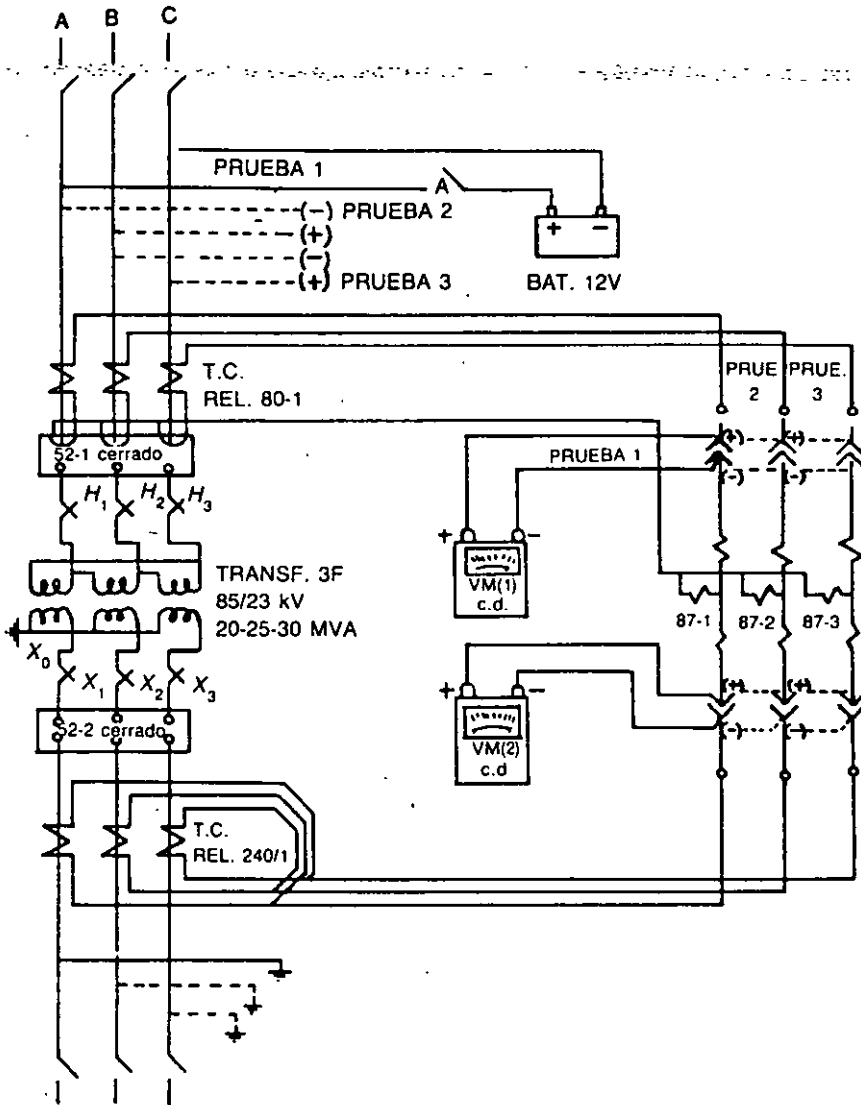 A B C
PRUEBA 1
A
(-) PRUEBA 2
(+)
(-)
(+) PRUEBA 3
+ -
BAT. 12V
T.C.
REL. 80-1
PRUE PRUE.
2 3
52-1 cerrado
(+) (+)
PRUEBA 1
(-) (-)
H₁ H₂ H₃
+ -
VM(1)
c.d.
TRANSF. 3F
85/23 kV
20-25-30 MVA
87-1 87-2 87-3
X₀
X₁ X₂ X₃
+ -
(+) (+)
52-2 cerrado
VM(2)
c.d
(-) (-)
T.C.
REL. 240/1